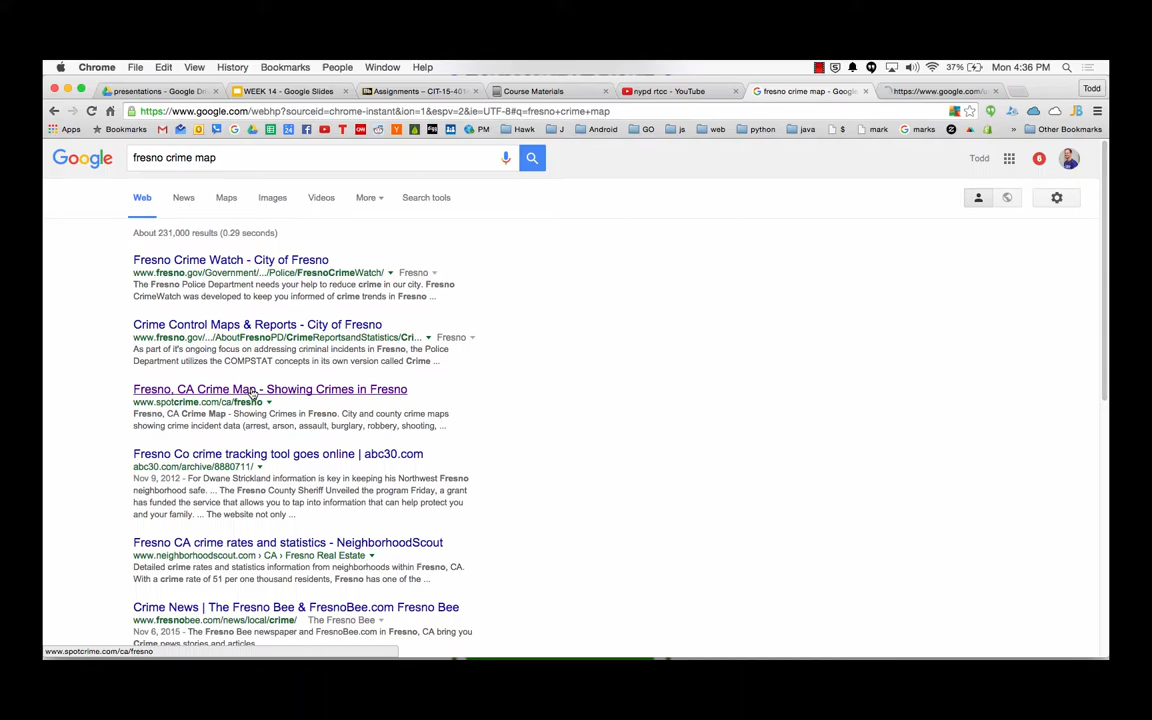 Chrome File Edit View History Bookmarks People Window Help 37% Mon 4:36 PM
presentations - Google Dri WEEK 14 - Google Slides Assignments – CIT-15-401 Course Materials nypd rtcc - YouTube fresno crime map - Google https://www.google.com/u Todd
https://www.google.com/webhp?sourceid=chrome-instant&ion=1&espv=2&ie=UTF-8#q=fresno+crime+map
Apps Bookmarks PM Hawk J Android GO js web python java $ mark marks » Other Bookmarks
Google fresno crime map Todd 6
Web News Maps Images Videos More Search tools
About 231,000 results (0.29 seconds)
Fresno Crime Watch - City of Fresno
www.fresno.gov/Government/.../Police/FresnoCrimeWatch/ Fresno
The Fresno Police Department needs your help to reduce crime in our city. Fresno
CrimeWatch was developed to keep you informed of crime trends in Fresno ...
Crime Control Maps & Reports - City of Fresno
www.fresno.gov/.../AboutFresnoPD/CrimeReportsandStatistics/Cri... Fresno
As part of it's ongoing focus on addressing criminal incidents in Fresno, the Police
Department utilizes the COMPSTAT concepts in its own version called Crime ...
Fresno, CA Crime Map - Showing Crimes in Fresno
www.spotcrime.com/ca/fresno
Fresno, CA Crime Map - Showing Crimes in Fresno. City and county crime maps
showing crime incident data (arrest, arson, assault, burglary, robbery, shooting, ...
Fresno Co crime tracking tool goes online | abc30.com
abc30.com/archive/8880711/
Nov 9, 2012 - For Dwane Strickland information is key in keeping his Northwest Fresno
neighborhood safe. ... The Fresno County Sheriff Unveiled the program Friday, a grant
has funded the service that allows you to tap into information that can help protect you
and your family. ... The website not only ...
Fresno CA crime rates and statistics - NeighborhoodScout
www.neighborhoodscout.com › CA › Fresno Real Estate
Detailed crime rates and statistics information from neighborhoods within Fresno, CA.
With a crime rate of 51 per one thousand residents, Fresno has one of the ...
Crime News | The Fresno Bee & FresnoBee.com Fresno Bee
www.fresnobee.com/news/local/crime/ The Fresno Bee
Nov 6, 2015 - The Fresno Bee newspaper and FresnoBee.com in Fresno, CA bring you
Crime news stories and articles.
www.spotcrime.com/ca/fresno